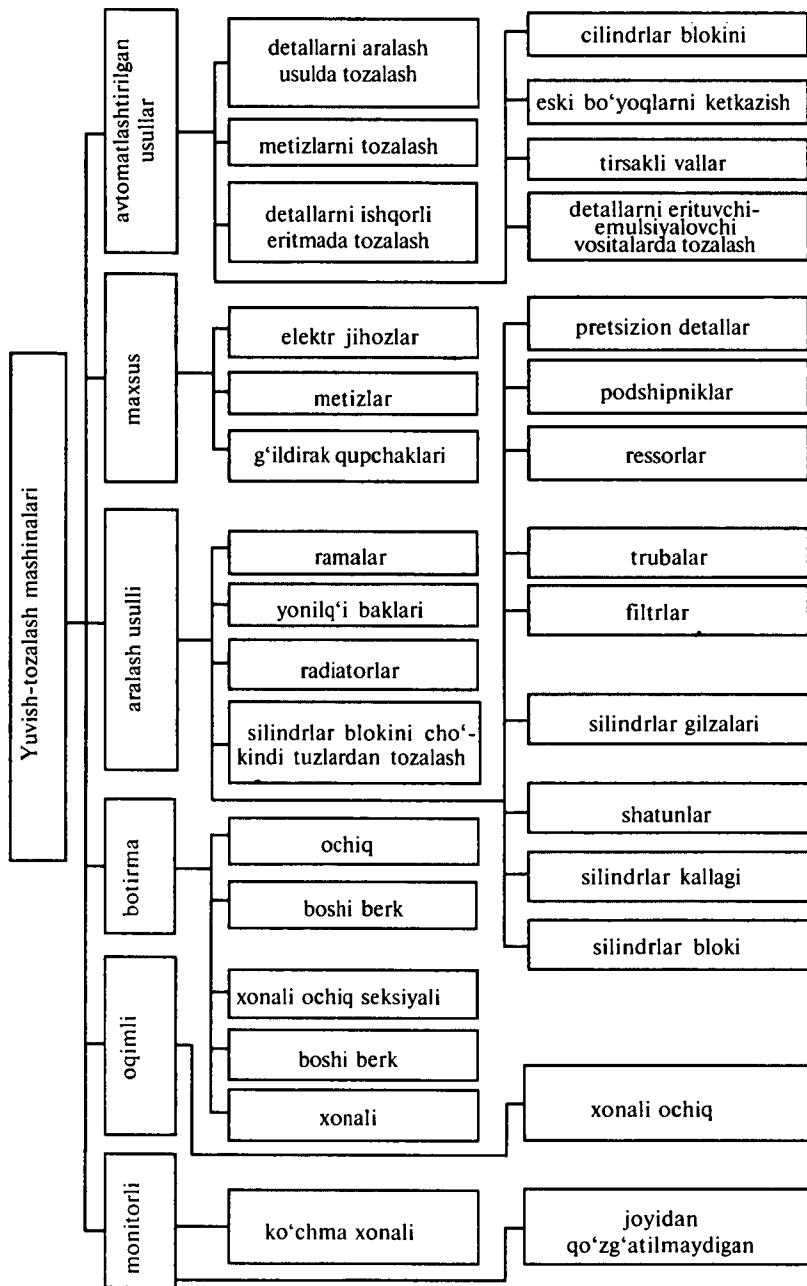 Yuvish-tozalash mashinalari
avtomatlashtirilgan
usullar
detallarni aralash
usulda tozalash
metizlarni tozalash
detallarni ishqorli
eritmada tozalash
cilindrlar blokini
eski bo‘yoqlarni ketkazish
tirsakli vallar
detallarni erituvchi-
emulsiyalovchi
vositalarda tozalash
maxsus
elektr jihozlar
metizlar
g‘ildirak qupchaklari
aralash usulli
ramalar
yonilq‘i baklari
radiatorlar
silindrlar blokini cho‘-
kindi tuzlardan tozalash
pretsizion detallar
podshipniklar
ressorlar
trubalar
filtrlar
silindrlar gilzalari
shatunlar
silindrlar kallagi
silindrlar bloki
botirma
ochiq
boshi berk
xonali ochiq seksiyali
boshi berk
xonali
oqimli
xonali ochiq
monitorli
ko‘chma xonali
joyidan
qo‘zg‘atilmaydigan